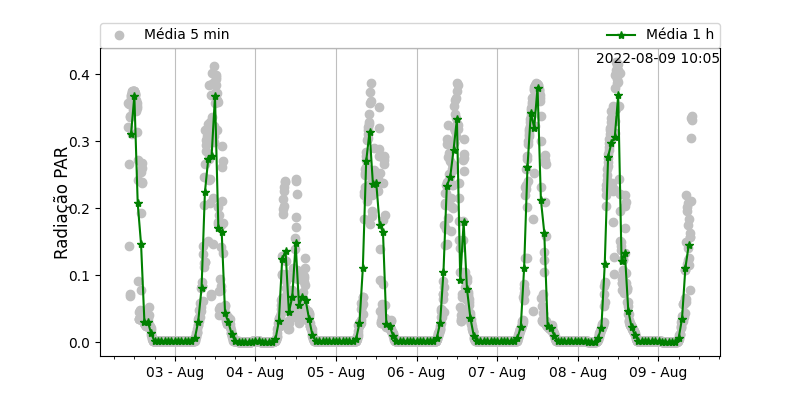 Média 5 min
Média 1 h
2022-08-09 10:05
Radiação PAR
0.4
0.3
0.2
0.1
0.0
03 - Aug
04 - Aug
05 - Aug
06 - Aug
07 - Aug
08 - Aug
09 - Aug